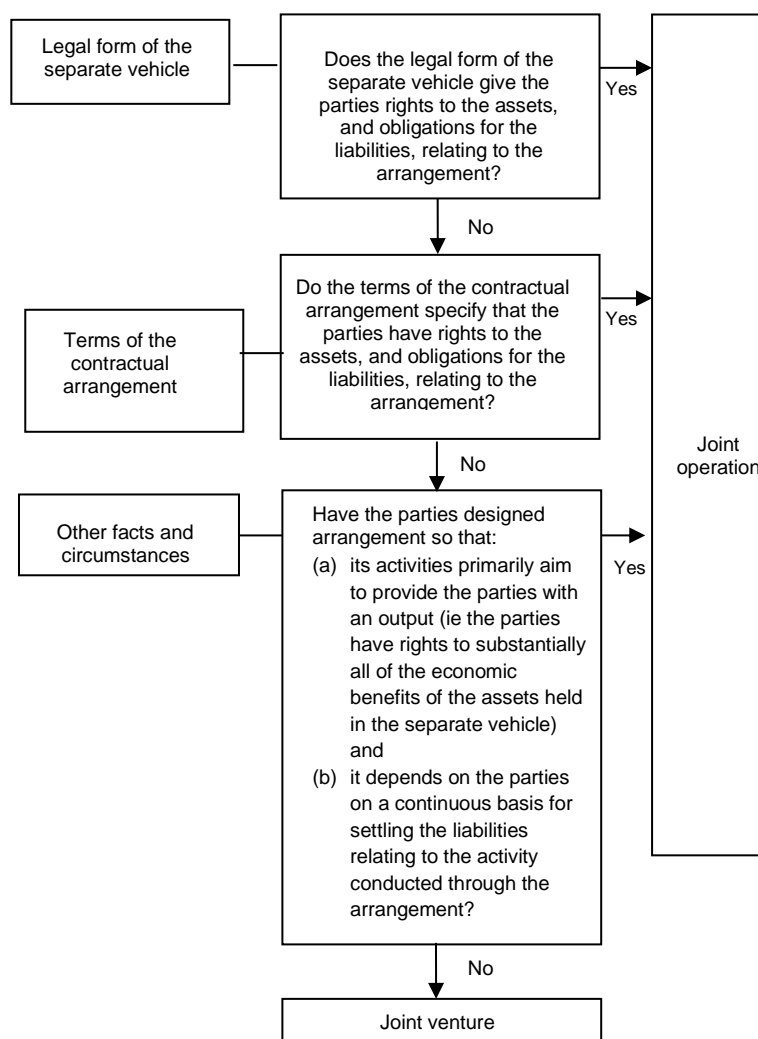 Legal form of the
separate vehicle
Does the legal form of the
separate vehicle give the
parties rights to the assets,
and obligations for the
liabilities, relating to the
arrangement?
Yes
No
Terms of the
contractual
arrangement
Do the terms of the contractual
arrangement specify that the
parties have rights to the
assets, and obligations for the
liabilities, relating to the
arrangement?
Yes
Joint
operation
No
Other facts and
circumstances
Have the parties designed
arrangement so that:
(a) its activities primarily aim
to provide the parties with
an output (ie the parties
have rights to substantially
all of the economic
benefits of the assets held
in the separate vehicle)
and
(b) it depends on the parties
on a continuous basis for
settling the liabilities
relating to the activity
conducted through the
arrangement?
Yes
No
Joint venture